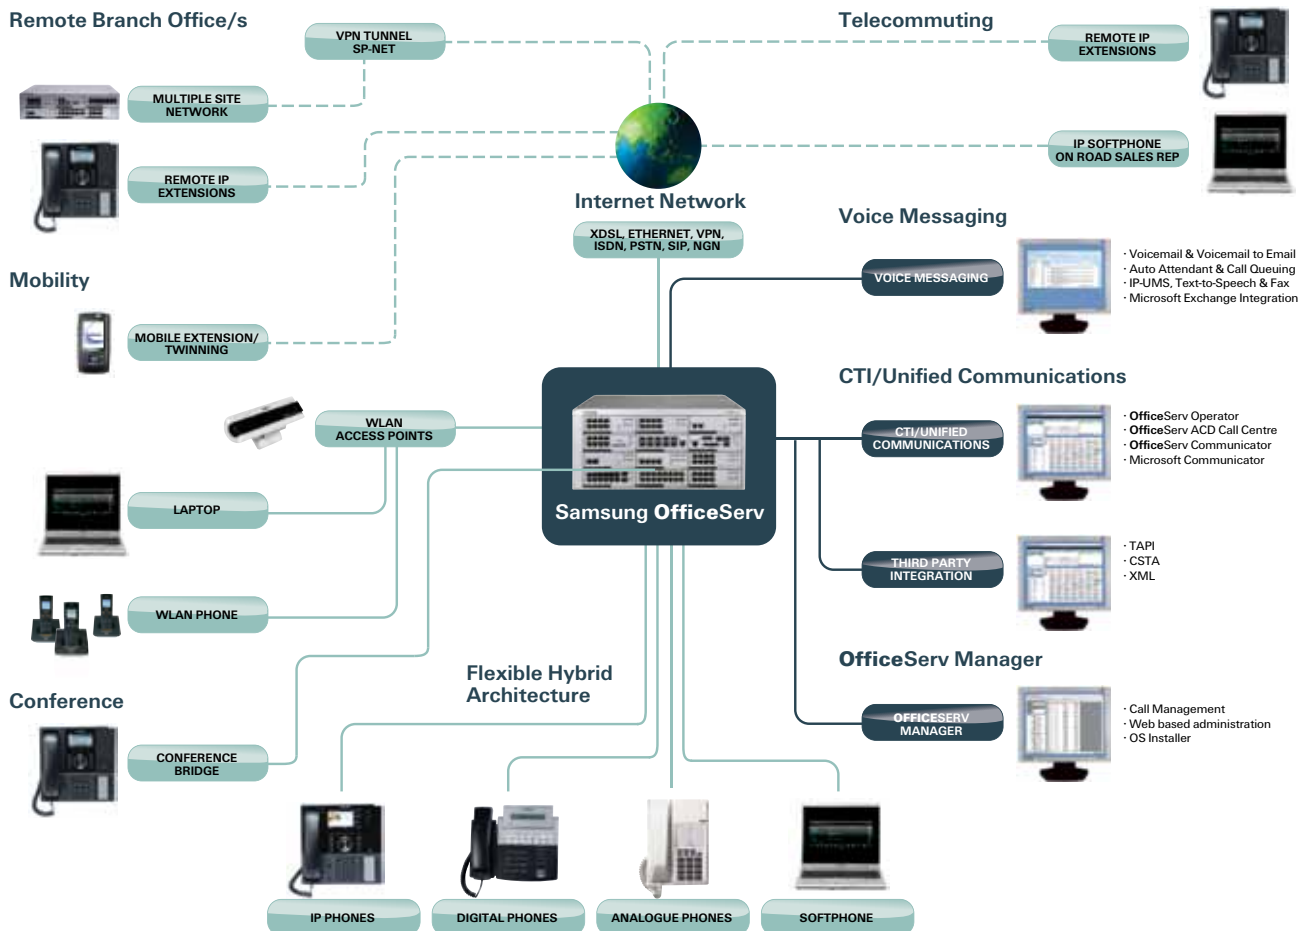 Remote Branch Office/s
VPN TUNNEL
SP-NET
MULTIPLE SITE
NETWORK
REMOTE IP
EXTENSIONS
Telecommuting
REMOTE IP
EXTENSIONS
IP SOFTPHONE
ON ROAD SALES REP
Internet Network
XDSL, ETHERNET, VPN,
ISDN, PSTN, SIP, NGN
Mobility
MOBILE EXTENSION/
TWINNING
WLAN
ACCESS POINTS
LAPTOP
WLAN PHONE
Voice Messaging
VOICE MESSAGING
· Voicemail & Voicemail to Email
· Auto Attendant & Call Queuing
· IP-UMS, Text-to-Speech & Fax
· Microsoft Exchange Integration
Samsung OfficeServ
CTI/Unified Communications
CTI/UNIFIED
COMMUNICATIONS
· OfficeServ Operator
· OfficeServ ACD Call Centre
· OfficeServ Communicator
· Microsoft Communicator
THIRD PARTY
INTEGRATION
· TAPI
· CSTA
· XML
OfficeServ Manager
OFFICESERV
MANAGER
· Call Management
· Web based administration
· OS Installer
Conference
CONFERENCE
BRIDGE
Flexible Hybrid
Architecture
IP PHONES
DIGITAL PHONES
ANALOGUE PHONES
SOFTPHONE